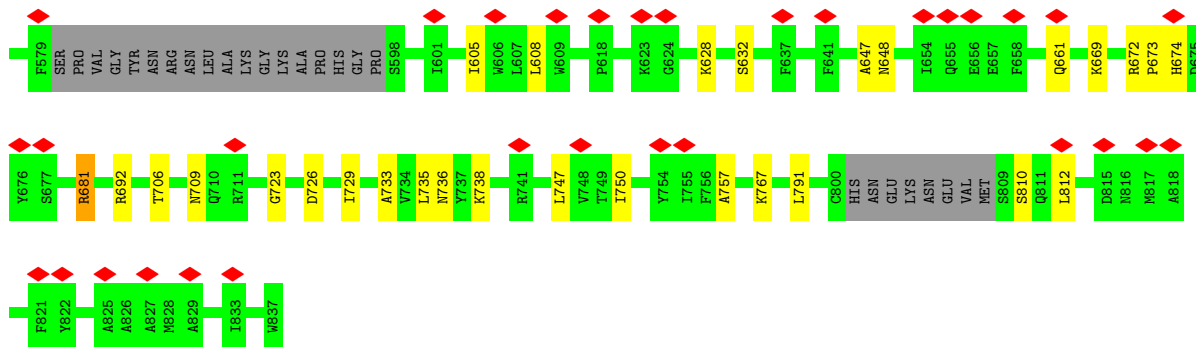 F579 SER PRO VAL GLY TYR ASN ARG ASN LEU ALA LYS GLY LYS ALA PRO HIS GLY PRO S598 I601 I605 W606 L607 L608 W609 P618 K623 G624 K628 S632 F637 F641 A647 N648 I654 Q655 E656 E657 F658 Q661 K669 R672 P673 H674 D675
Y676 S677 R681 R692 T706 N709 Q710 R711 G723 D726 I729 A733 V734 L735 N736 Y737 K738 R741 L747 V748 T749 I750 Y754 I755 F756 A757 K767 L791 C800 HIS ASN GLU LYS ASN GLU VAL MET S809 S810 Q811 L812 D815 N816 M817 A818
F821 Y822 A825 A826 A827 M828 A829 I833 W837